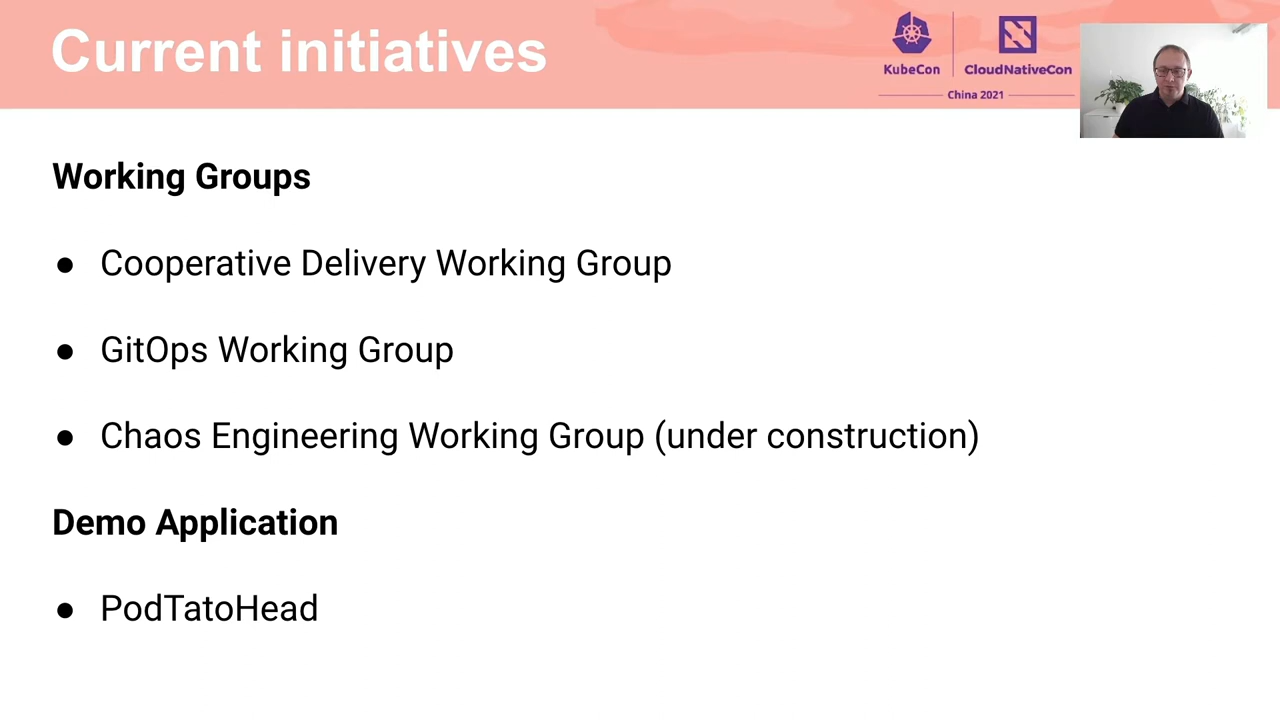 Current initiatives
KubeCon
CloudNativeCon
China 2021
Working Groups
● Cooperative Delivery Working Group
● GitOps Working Group
● Chaos Engineering Working Group (under construction)
Demo Application
● PodTatoHead